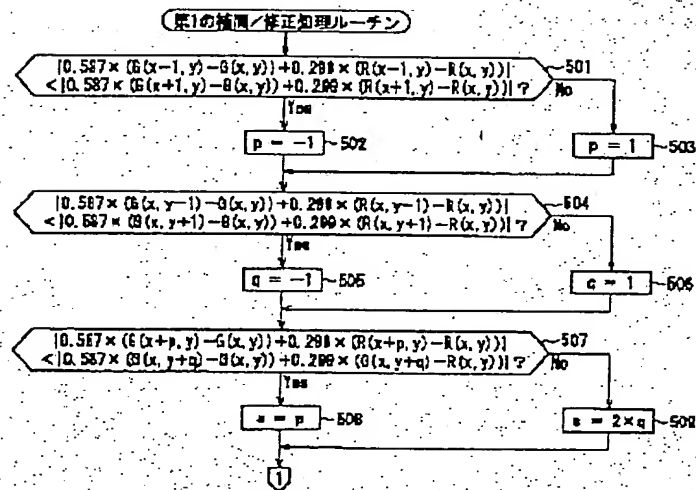 第1の補間/修正処理ルーチン
|0.587×(G(x-1,y)-G(x,y))+0.299×(R(x-1,y)-R(x,y))|
<|0.587×(G(x+1,y)-G(x,y))+0.299×(R(x+1,y)-R(x,y))|?
501
Yes
No
p = -1
502
p = 1
503
|0.587×(G(x,y-1)-G(x,y))+0.299×(R(x,y-1)-R(x,y))|
<|0.587×(G(x,y+1)-G(x,y))+0.299×(R(x,y+1)-R(x,y))|?
504
Yes
No
q = -1
505
q = 1
506
|0.587×(G(x+p,y)-G(x,y))+0.299×(R(x+p,y)-R(x,y))|
<|0.587×(G(x,y+q)-G(x,y))+0.299×(G(x,y+q)-R(x,y))|?
507
Yes
No
s = p
508
s = 2×q
509
1